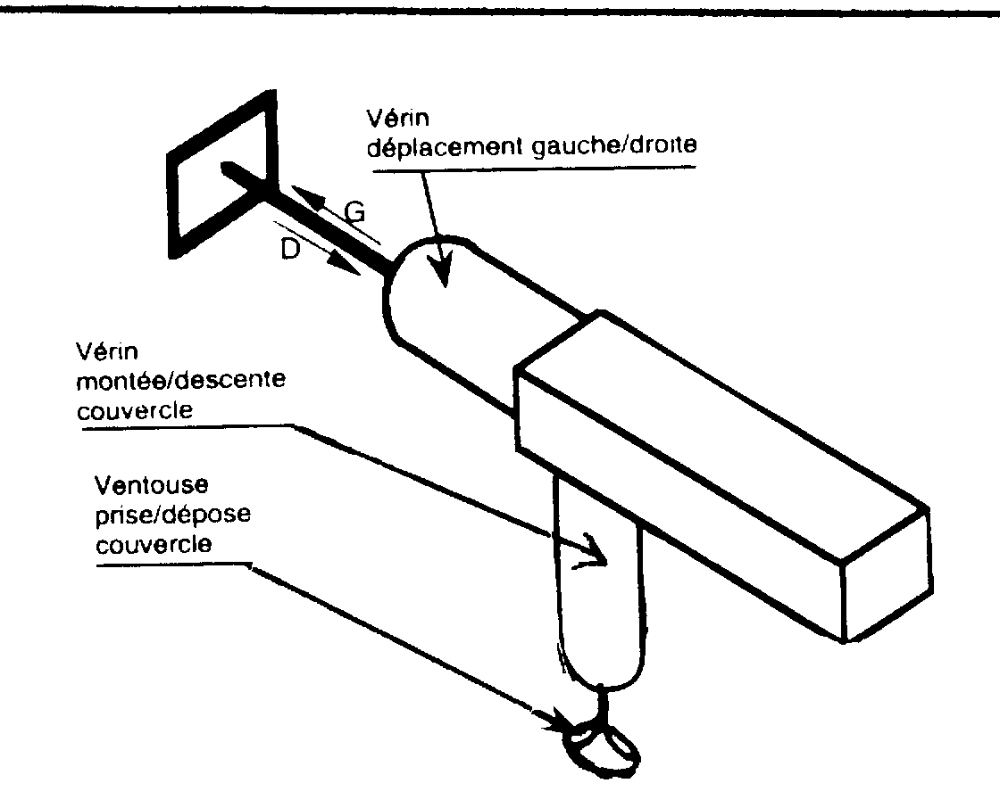 Vérin
déplacement gauche/droite
G
D
Vérin
montée/descente
couvercle
Ventouse
prise/dépose
couvercle